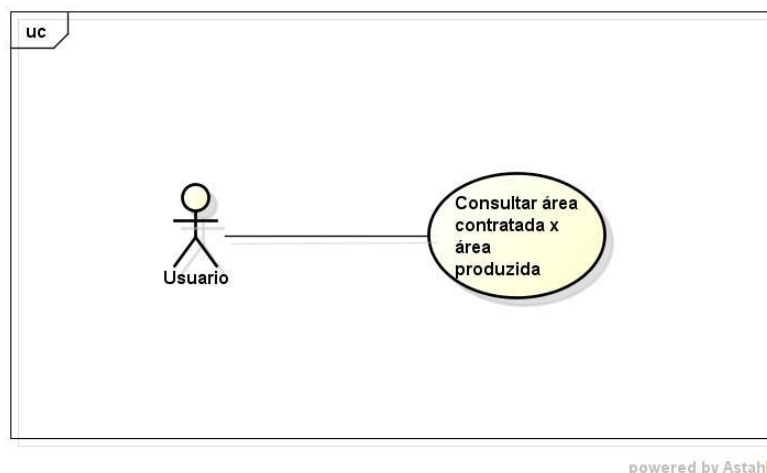 uc
Consultar área
contratada x
área
produzida
Usuario
powered by Astah